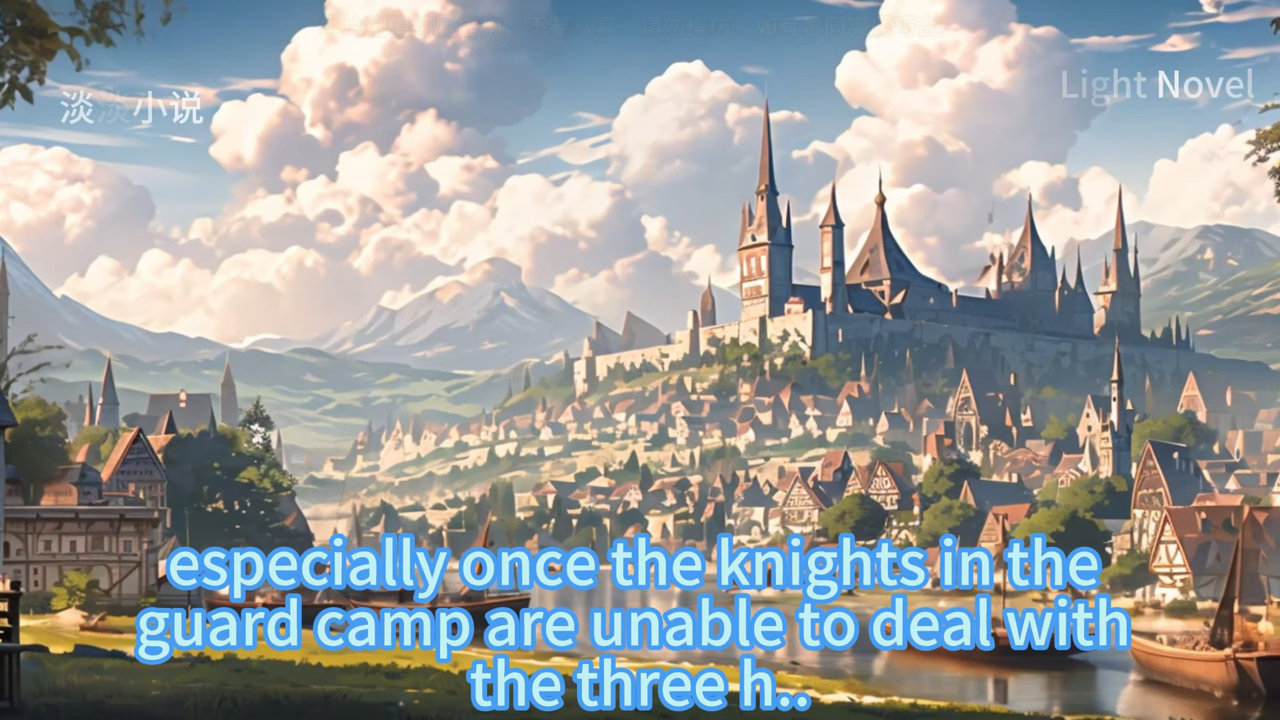 淡淡小说
Light Novel
especially once the knights in the
guard camp are unable to deal with
the three h..